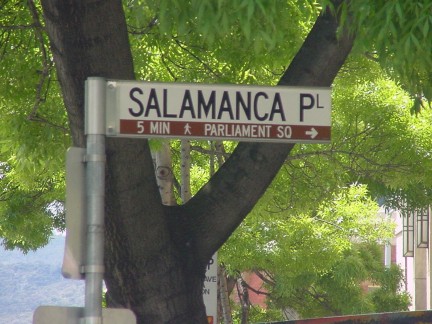 SALAMANCA PL
5 MIN PARLIAMENT SQ →